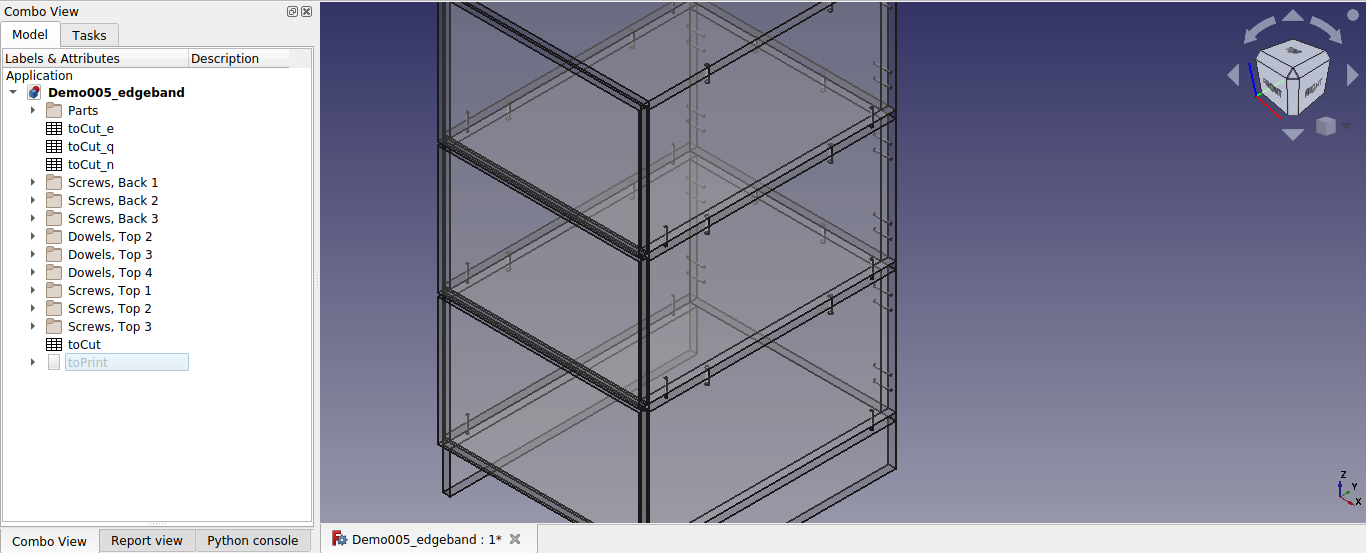 Combo View
Model
Tasks
Labels & Attributes
Description
Application
Demo005_edgeband
Parts
toCut_e
toCut_q
toCut_n
Screws, Back 1
Screws, Back 2
Screws, Back 3
Dowels, Top 2
Dowels, Top 3
Dowels, Top 4
Screws, Top 1
Screws, Top 2
Screws, Top 3
toCut
toPrint
Combo View
Report view
Python console
Demo005_edgeband : 1*
FRONT
RIGHT
Z
Y
X